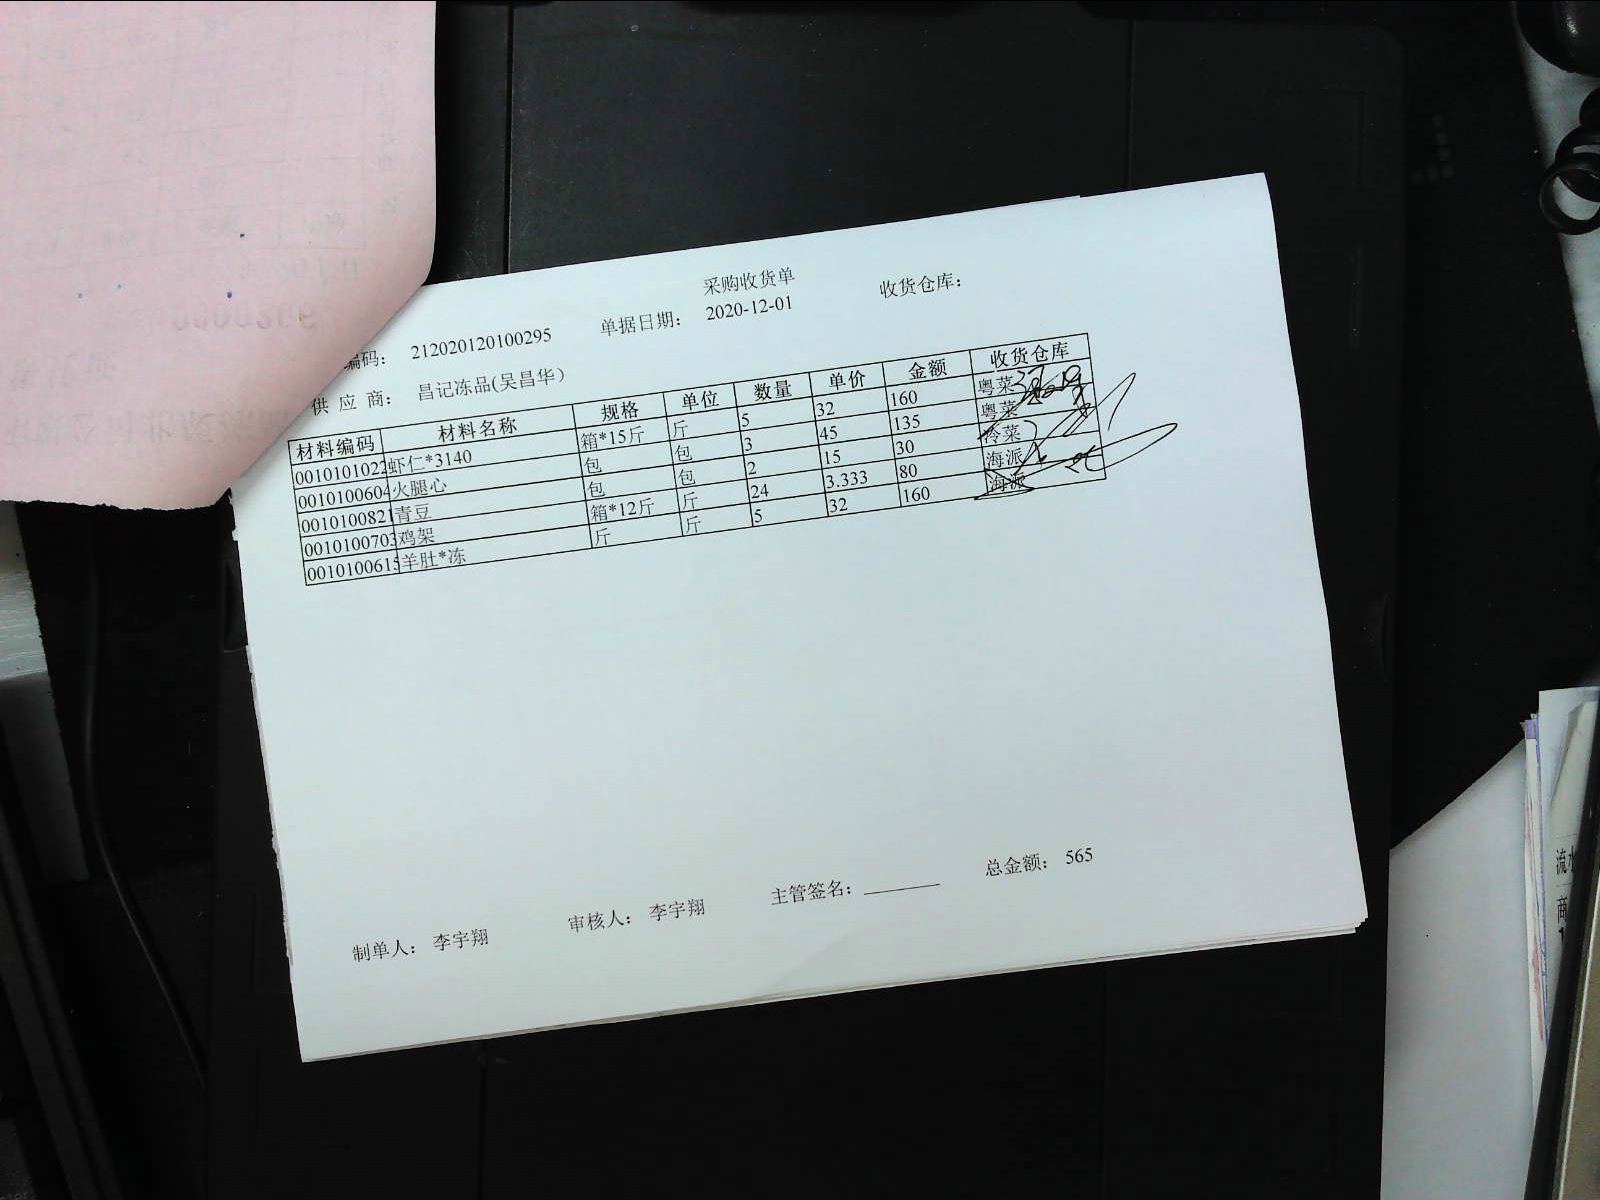 采购收货单
编码： 212020120100295 单据日期： 2020-12-01 收货仓库：
供 应 商： 昌记冻品(吴昌华)
材料编码 材料名称 规格 单位 数量 单价 金额 收货仓库
0010101022 虾仁*3140 箱*15斤 斤 5 32 160 粤菜
0010100604 火腿心 包 包 3 45 135 粤菜
0010100821 青豆 包 包 2 15 30 冷菜
0010100703 鸡架 箱*12斤 斤 24 3.333 80 海派
0010100615 羊肚*冻 斤 斤 5 32 160 海派
制单人： 李宇翔 审核人： 李宇翔 主管签名： 总金额： 565